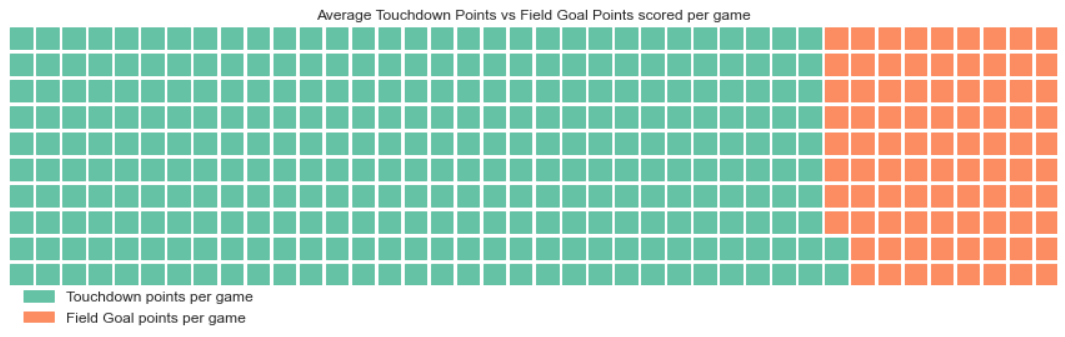 Average Touchdown Points vs Field Goal Points scored per game
Touchdown points per game
Field Goal points per game